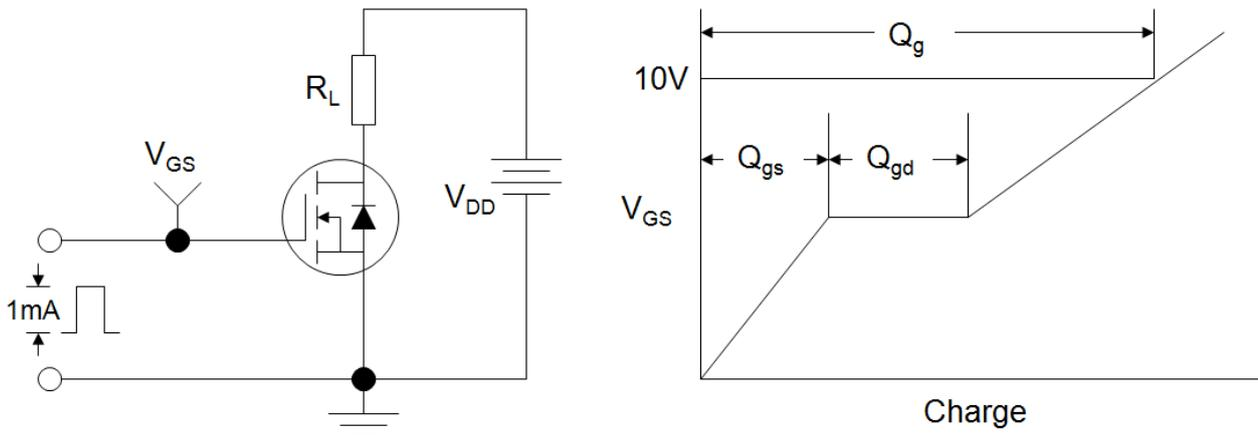 R_L
V_GS
V_DD
1mA
Q_g
10V
Q_gs
Q_gd
V_GS
Charge